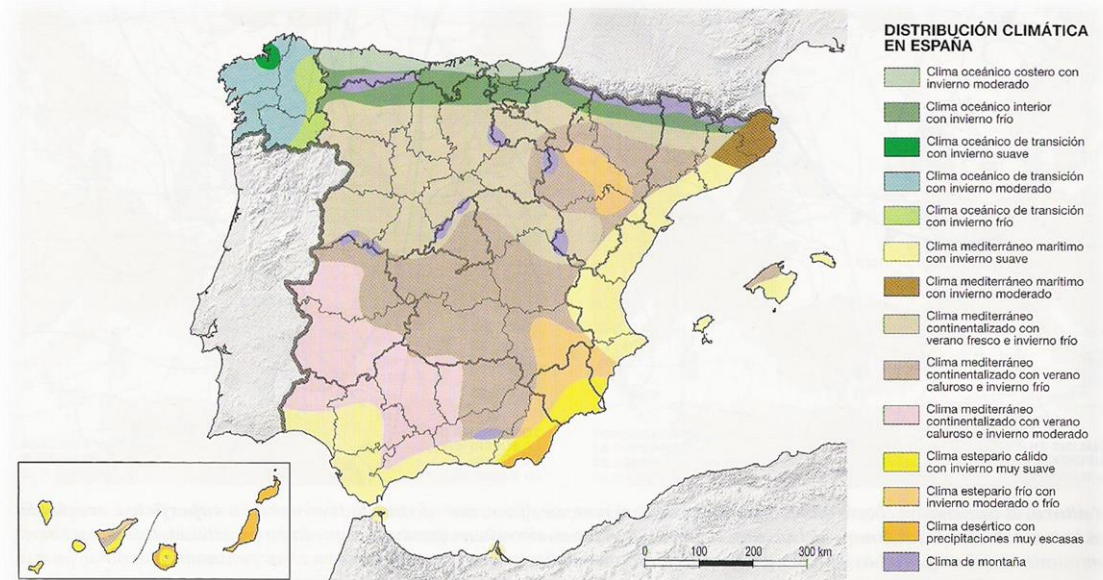 DISTRIBUCIÓN CLIMÁTICA
EN ESPAÑA
Clima oceánico costero con
invierno moderado
Clima oceánico interior
con invierno frío
Clima oceánico de transición
con invierno suave
Clima oceánico de transición
con invierno moderado
Clima oceánico de transición
con invierno frío
Clima mediterráneo marítimo
con invierno suave
Clima mediterráneo marítimo
con invierno moderado
Clima mediterráneo
continentalizado con
verano fresco e invierno frío
Clima mediterráneo
continentalizado con verano
caluroso e invierno frío
Clima mediterráneo
continentalizado con verano
caluroso e invierno moderado
Clima estepario cálido
con invierno muy suave
Clima estepario frío con
invierno moderado o frío
Clima desértico con
precipitaciones muy escasas
Clima de montaña
0 100 200 300 km